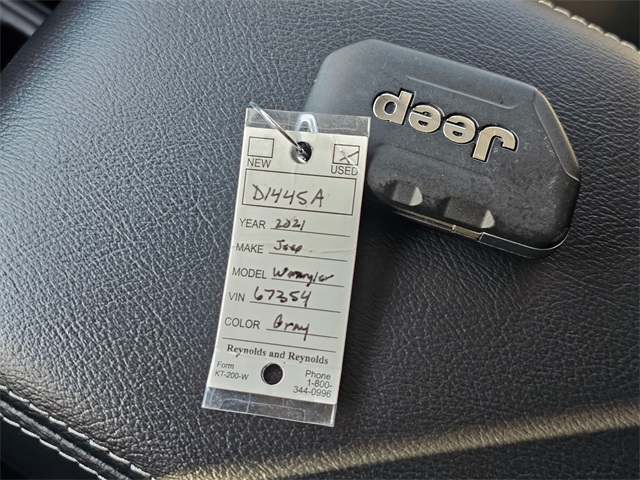 Jeep
NEW USED
D1445A
YEAR 2021
MAKE Jeep
MODEL Wrangler
VIN 67354
COLOR Gray
Reynolds and Reynolds
Form KT-200-W
Phone 1-800-344-0996